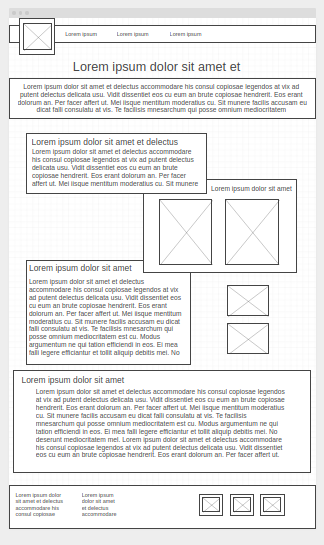 Lorem ipsum
Lorem ipsum
Lorem ipsum
Lorem ipsum dolor sit amet et
Lorem ipsum dolor sit amet et delectus accommodare his consul copiosae legendos at vix ad
putent delectus delicata usu. Vidit dissentiet eos cu eum an brute copiosae hendrerit. Eos erant
dolorum an. Per facer affert ut. Mei iisque mentitum moderatius cu. Sit munere facilis accusam eu
dicat falli consulatu at vis. Te facilisis mnesarchum qui posse omnium mediocritatem
Lorem ipsum dolor sit amet et delectus
Lorem ipsum dolor sit amet et delectus accommodare
his consul copiosae legendos at vix ad putent delectus
delicata usu. Vidit dissentiet eos cu eum an brute
copiosae hendrerit. Eos erant dolorum an. Per facer
affert ut. Mei iisque mentitum moderatius cu. Sit munere
Lorem ipsum dolor sit amet
Lorem ipsum dolor sit amet
Lorem ipsum dolor sit amet et delectus
accommodare his consul copiosae legendos at vix
ad putent delectus delicata usu. Vidit dissentiet eos
cu eum an brute copiosae hendrerit. Eos erant
dolorum an. Per facer affert ut. Mei iisque mentitum
moderatius cu. Sit munere facilis accusam eu dicat
falli consulatu at vis. Te facilisis mnesarchum qui
posse omnium mediocritatem et cu. Modus
argumentum ne qui tation efficiendi in eos. Ei mea
falli legere efficiantur et tollit aliquip debitis mei. No
Lorem ipsum dolor sit amet
Lorem ipsum dolor sit amet et delectus accommodare his consul copiosae legendos
at vix ad putent delectus delicata usu. Vidit dissentiet eos cu eum an brute copiosae
hendrerit. Eos erant dolorum an. Per facer affert ut. Mei iisque mentitum moderatius
cu. Sit munere facilis accusam eu dicat falli consulatu at vis. Te facilisis
mnesarchum qui posse omnium mediocritatem et cu. Modus argumentum ne qui
tation efficiendi in eos. Ei mea falli legere efficiantur et tollit aliquip debitis mei. No
deserunt mediocritatem mel. Lorem ipsum dolor sit amet et delectus accommodare
his consul copiosae legendos at vix ad putent delectus delicata usu. Vidit dissentiet
eos cu eum an brute copiosae hendrerit. Eos erant dolorum an. Per facer affert ut.
Lorem ipsum dolor
sit amet et delectus
accommodare his
consul copiosae
Lorem ipsum
dolor sit amet
et delectus
accommodare